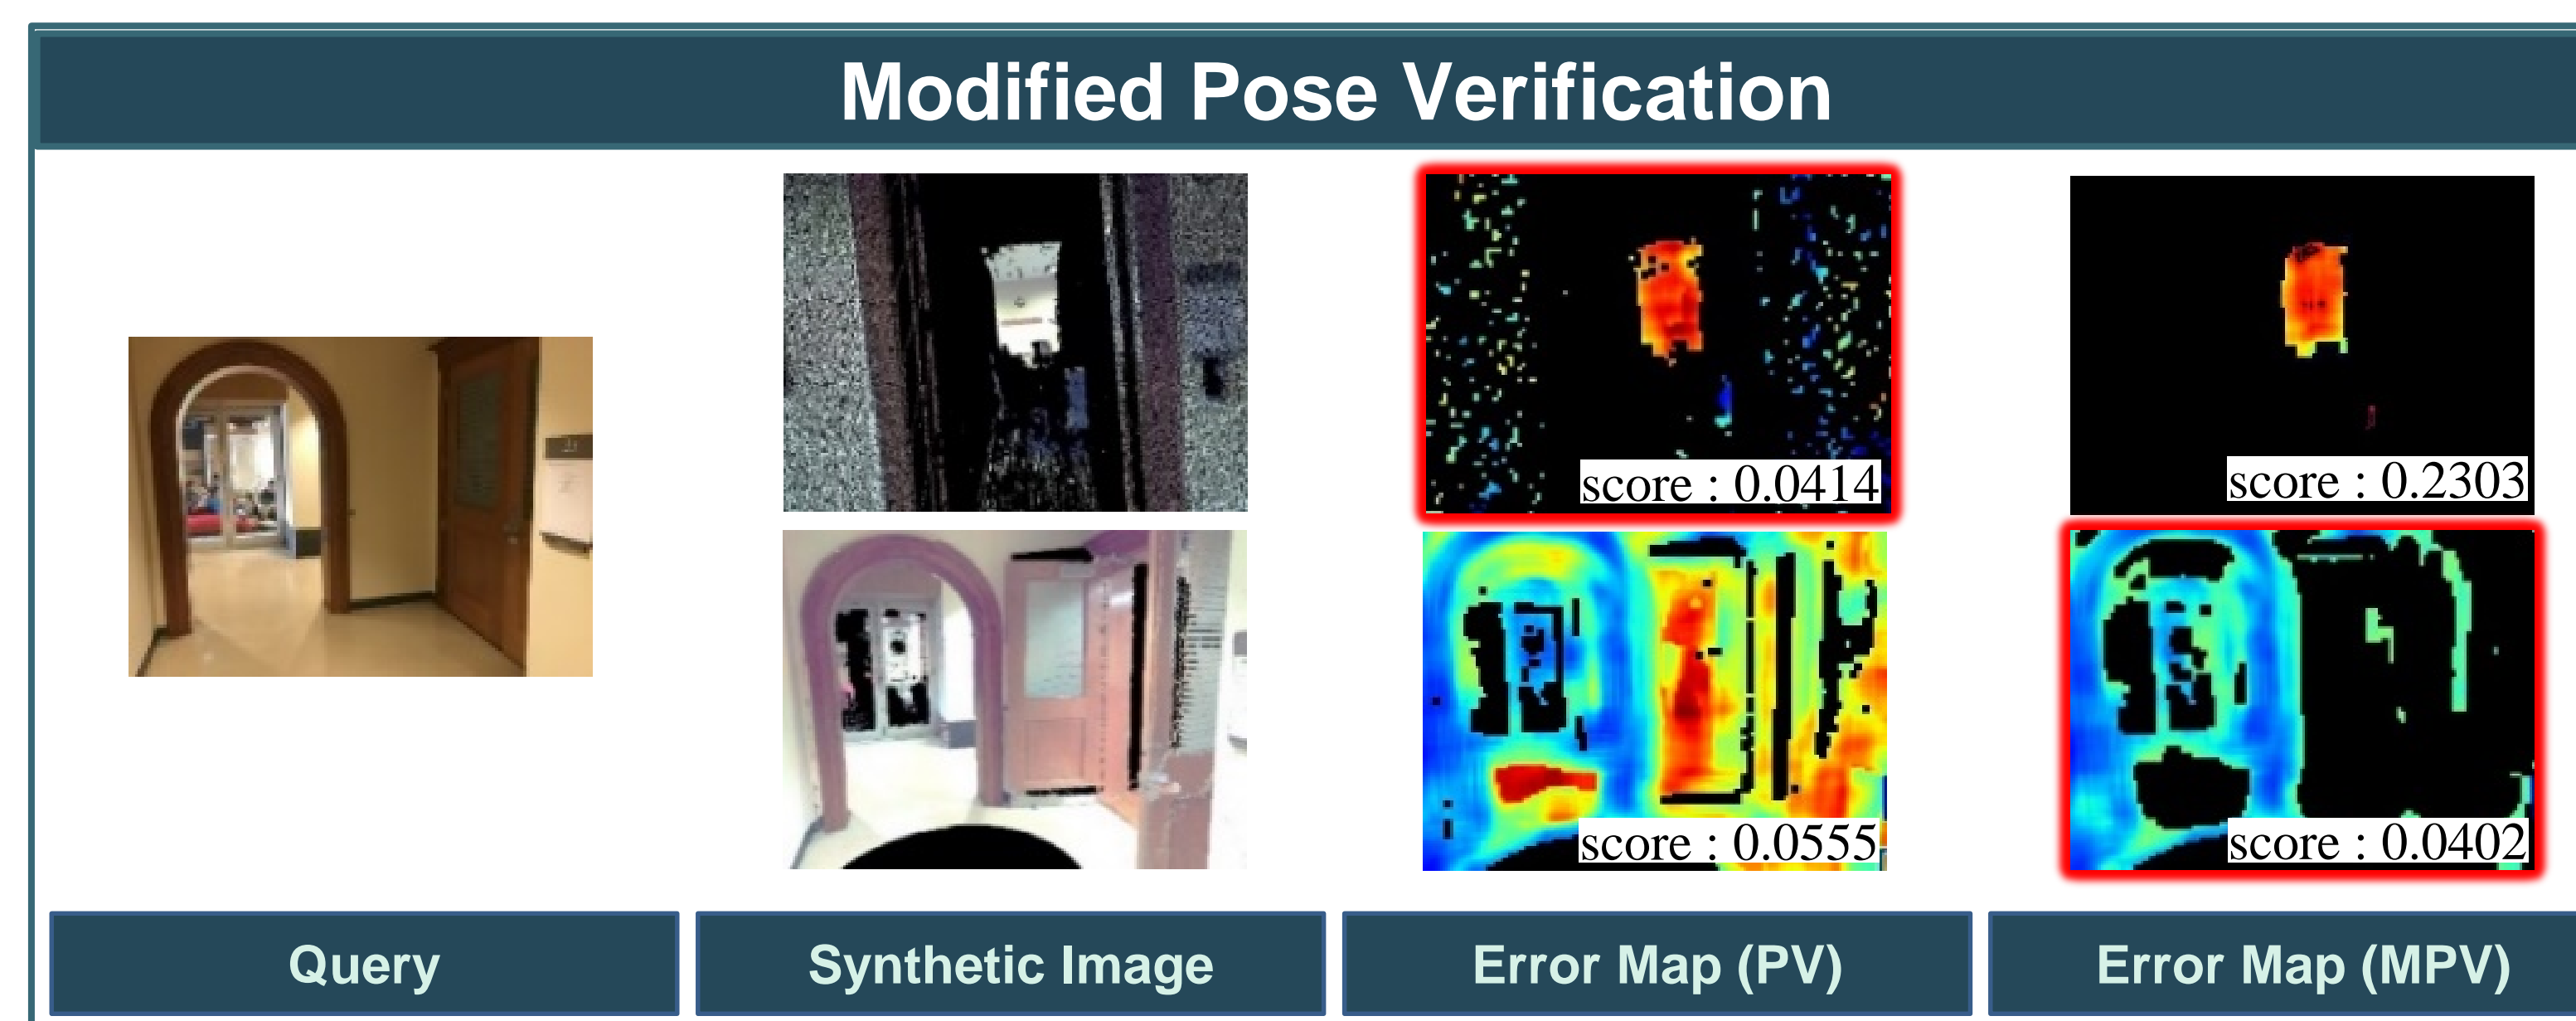 Modified Pose Verification
score : 0.0414
score : 0.2303
score : 0.0555
score : 0.0402
Query
Synthetic Image
Error Map (PV)
Error Map (MPV)